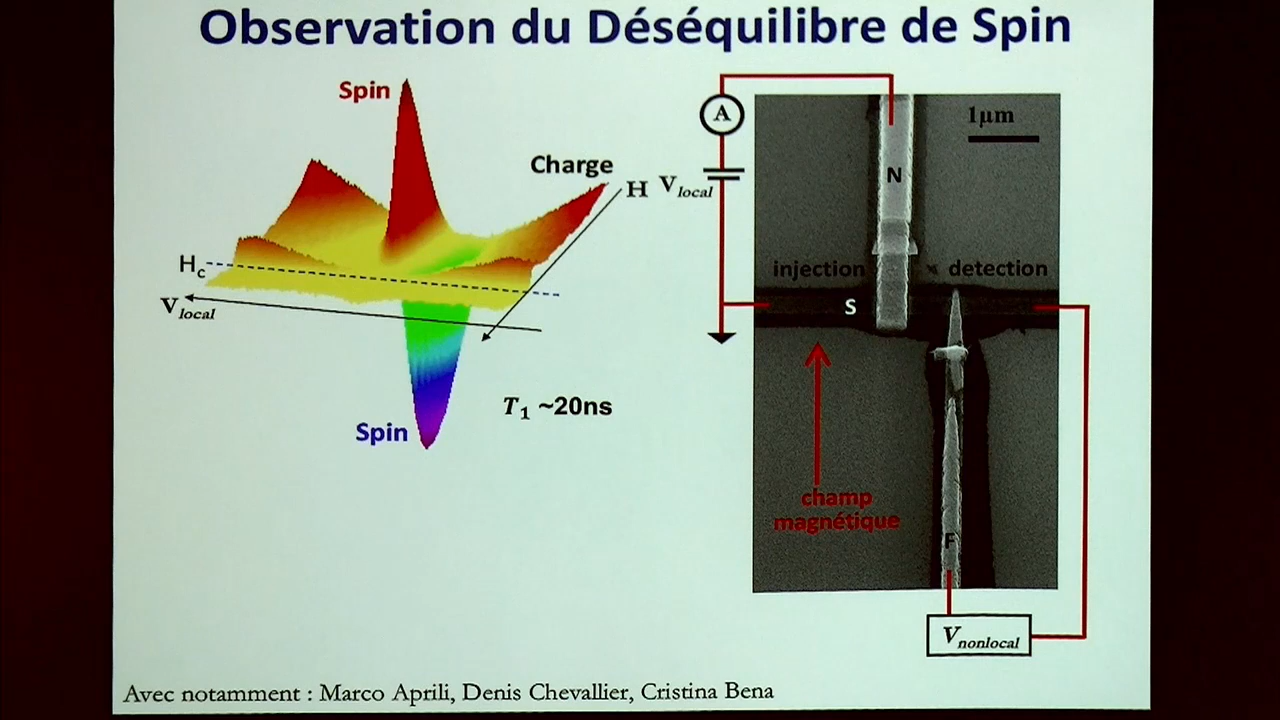 Observation du Déséquilibre de Spin
Spin
Charge
H
H_c
V_local
T_1 ~20ns
Spin
A
V_local
1μm
N
injection
detection
S
champ
magnétique
F
V_nonlocal
Avec notamment : Marco Aprili, Denis Chevallier, Cristina Bena